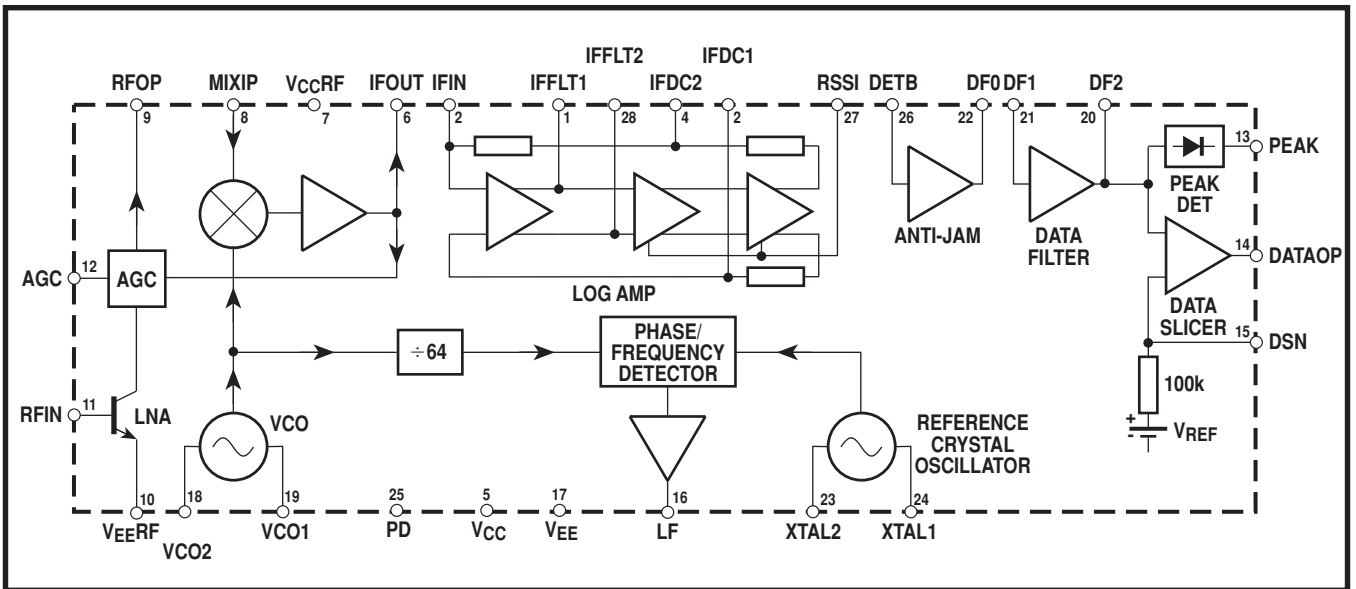 IFFLT2 IFDC1
RFOP MIXIP VCCRF IFOUT IFIN IFFLT1 IFDC2 RSSI DETB DF0 DF1 DF2
9 8 7 6 2 1 28 4 2 27 26 22 21 20
13 PEAK
PEAK
DET
ANTI-JAM
DATA
FILTER
AGC 12 AGC
14 DATAOP
LOG AMP
DATA
SLICER
15 DSN
÷64
PHASE/
FREQUENCY
DETECTOR
100k
RFIN 11 LNA
VCO
REFERENCE
CRYSTAL
OSCILLATOR
+
-
VREF
10 18 19 25 5 17 16 23 24
VEERF VCO2 VCO1 PD VCC VEE LF XTAL2 XTAL1